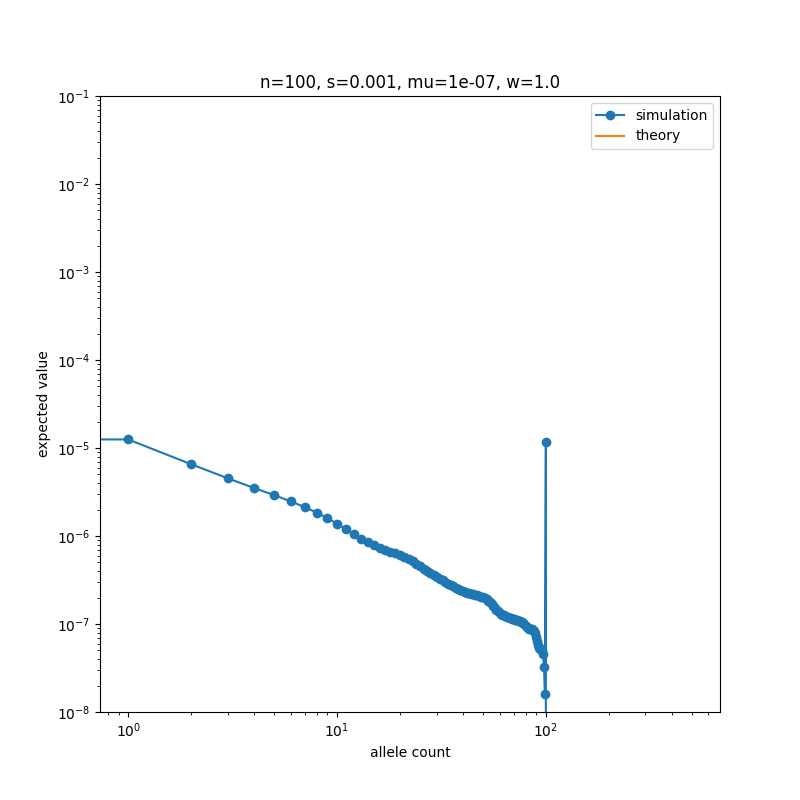 n=100, s=0.001, mu=1e-07, w=1.0
simulation
theory
expected value
10⁻¹
10⁻²
10⁻³
10⁻⁴
10⁻⁵
10⁻⁶
10⁻⁷
10⁻⁸
10⁰
10¹
10²
allele count